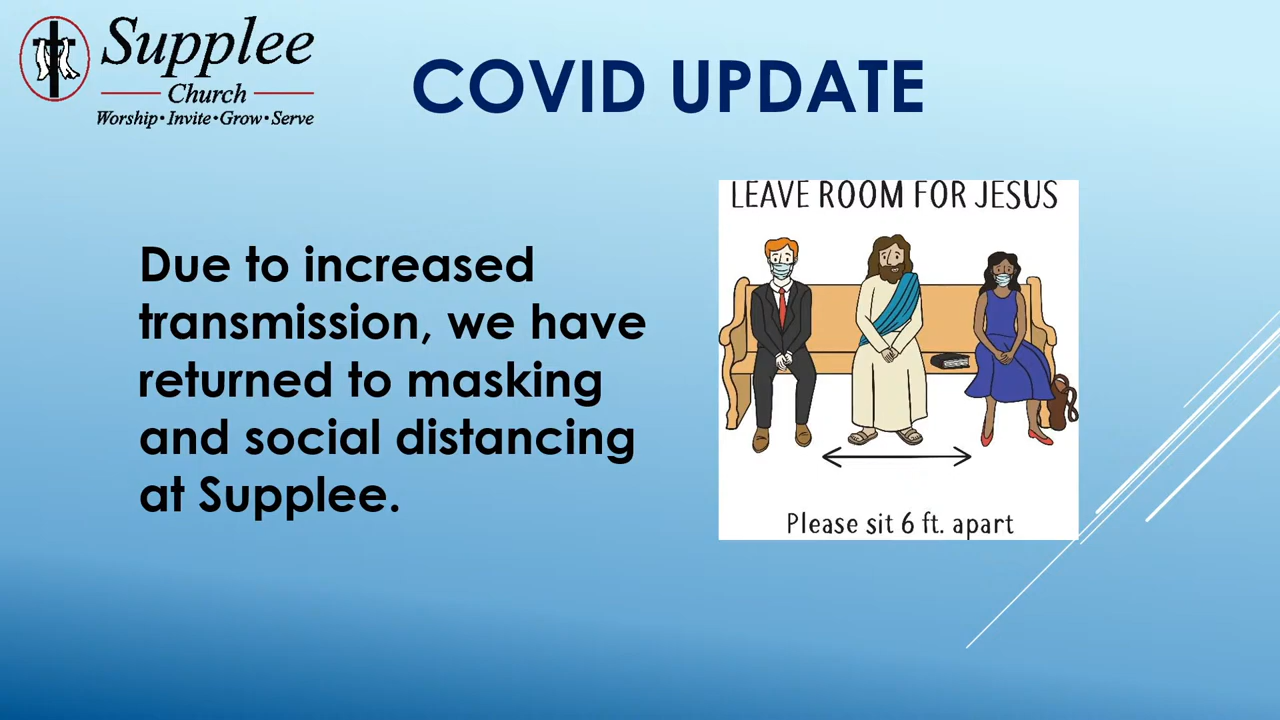 Supplee
Church
Worship•Invite•Grow•Serve
COVID UPDATE
Due to increased
transmission, we have
returned to masking
and social distancing
at Supplee.
LEAVE ROOM FOR JESUS
Please sit 6 ft. apart